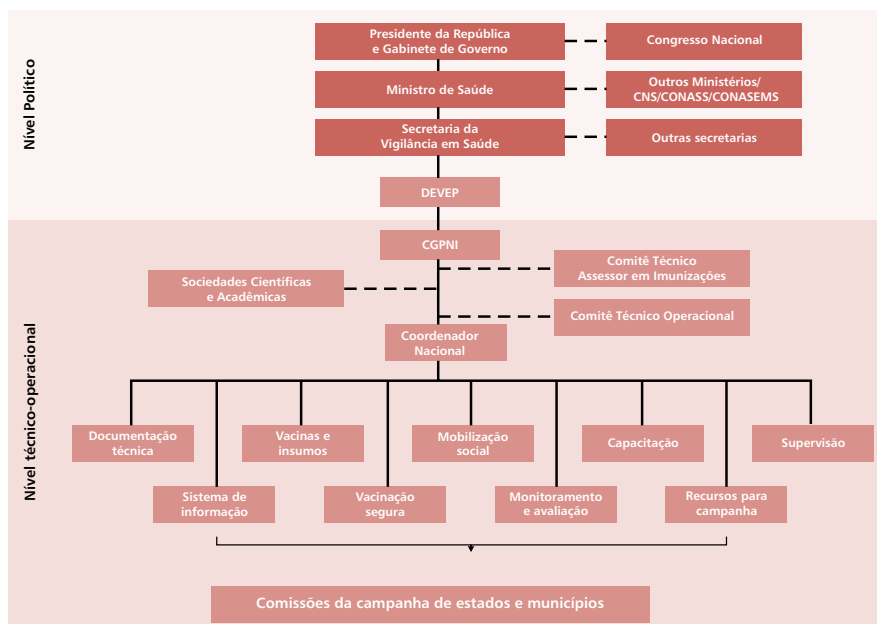 Nível Político
Presidente da República
e Gabinete de Governo
Congresso Nacional
Ministro de Saúde
Outros Ministérios/
CNS/CONASS/CONASEMS
Secretaria da
Vigilância em Saúde
Outras secretarias
DEVEP
Nível técnico-operacional
CGPNI
Comitê Técnico
Assessor em Imunizações
Sociedades Científicas
e Acadêmicas
Comitê Técnico Operacional
Coordenador
Nacional
Documentação
técnica
Vacinas e
insumos
Mobilização
social
Capacitação
Supervisão
Sistema de
informação
Vacinação
segura
Monitoramento
e avaliação
Recursos para
campanha
Comissões da campanha de estados e municípios